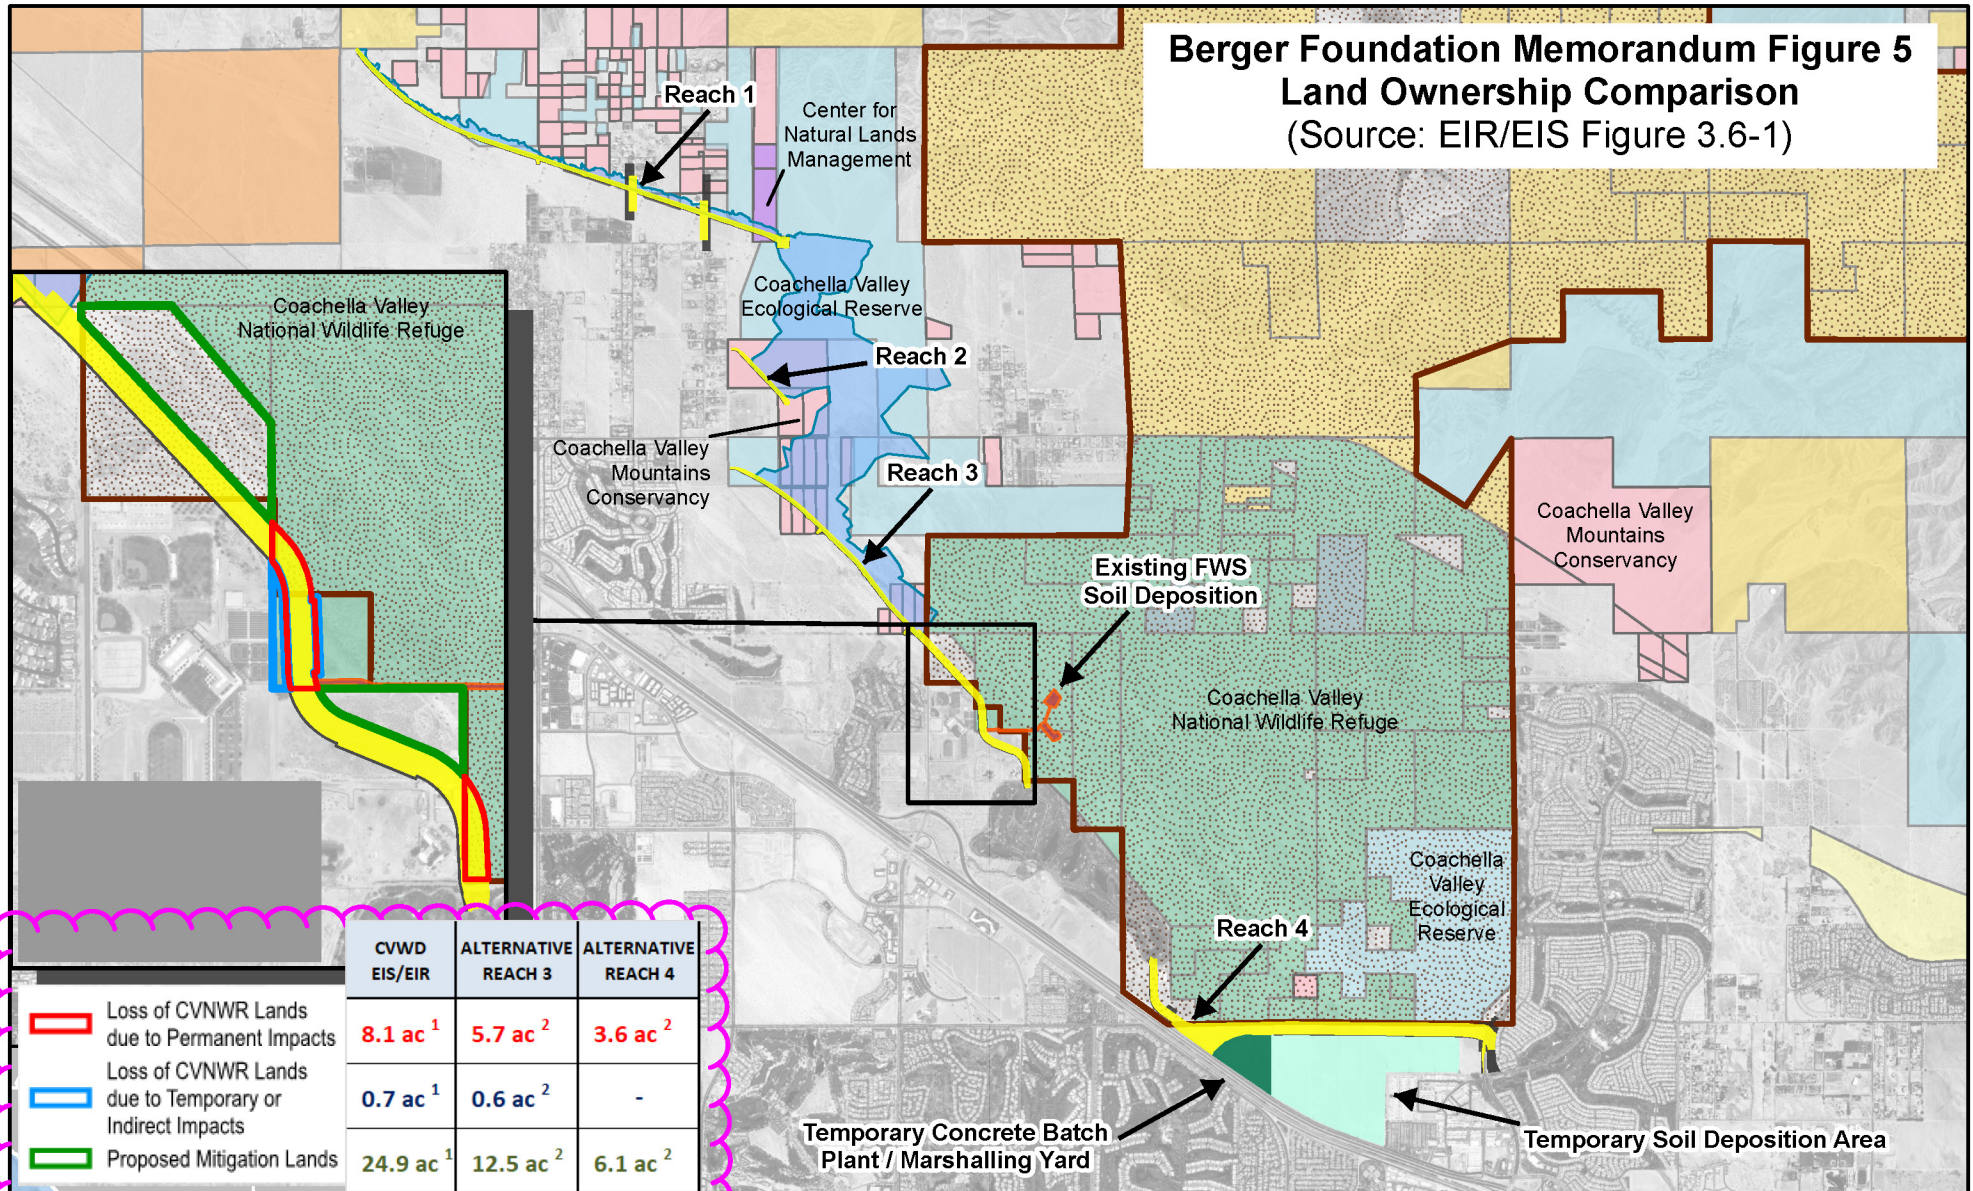 Berger Foundation Memorandum Figure 5
Land Ownership Comparison
(Source: EIR/EIS Figure 3.6-1)
Reach 1
Center for
Natural Lands
Management
Coachella Valley
Ecological Reserve
Coachella Valley
National Wildlife Refuge
Reach 2
Coachella Valley
Mountains
Conservancy
Reach 3
Coachella Valley
Mountains
Conservancy
Existing FWS
Soil Deposition
Coachella Valley
National Wildlife Refuge
Coachella
Valley
Ecological
Reserve
Reach 4
Temporary Concrete Batch
Plant / Marshalling Yard
Temporary Soil Deposition Area
CVWD EIS/EIR
ALTERNATIVE REACH 3
ALTERNATIVE REACH 4
Loss of CVNWR Lands
due to Permanent Impacts
8.1 ac 1
5.7 ac 2
3.6 ac 2
Loss of CVNWR Lands
due to Temporary or
Indirect Impacts
0.7 ac 1
0.6 ac 2
-
Proposed Mitigation Lands
24.9 ac 1
12.5 ac 2
6.1 ac 2